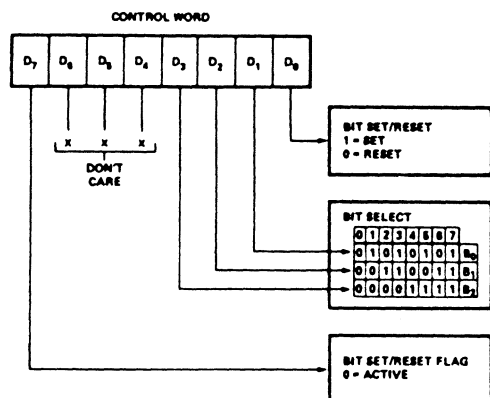 CONTROL WORD
D7 D6 D5 D4 D3 D2 D1 D0
X X X
DON'T
CARE
BIT SET/RESET
1 = SET
0 = RESET
BIT SELECT
0 1 2 3 4 5 6 7
0 1 0 1 0 1 0 1 B0
0 0 1 1 0 0 1 1 B1
0 0 0 0 1 1 1 1 B2
BIT SET/RESET FLAG
0 = ACTIVE